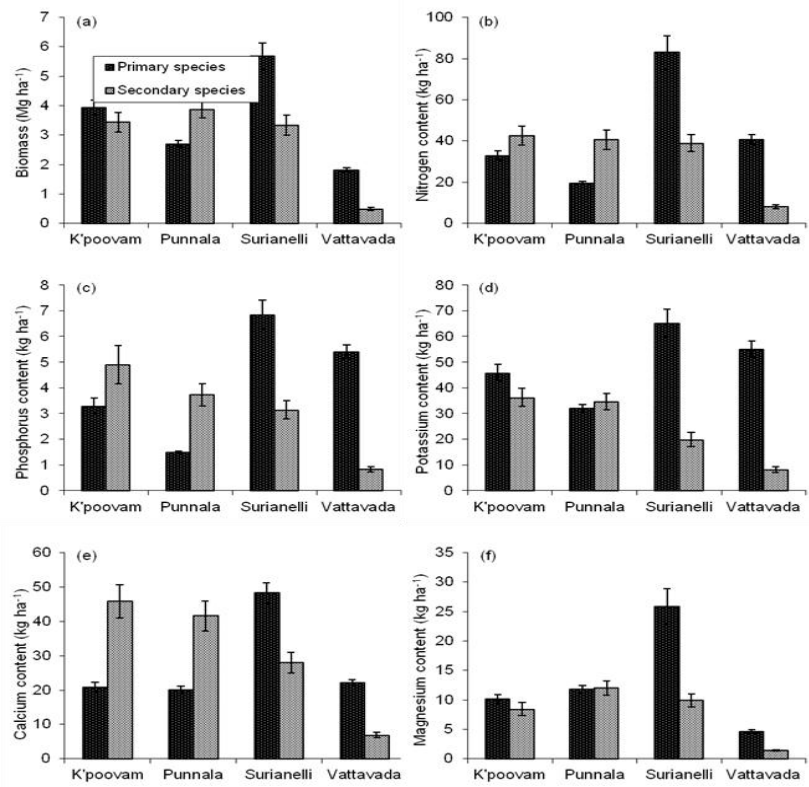 (a)
Primary species
Secondary species
Biomass (Mg ha-1)
7
6
5
4
3
2
1
0
K'poovam Punnala Surianelli Vattavada
(b)
Nitrogen content (kg ha-1)
100
80
60
40
20
0
K'poovam Punnala Surianelli Vattavada
(c)
Phosphorus content (kg ha-1)
8
7
6
5
4
3
2
1
0
K'poovam Punnala Surianelli Vattavada
(d)
Potassium content (kg ha-1)
80
70
60
50
40
30
20
10
0
K'poovam Punnala Surianelli Vattavada
(e)
Calcium content (kg ha-1)
60
50
40
30
20
10
0
K'poovam Punnala Surianelli Vattavada
(f)
Magnesium content (kg ha-1)
35
30
25
20
15
10
5
0
K'poovam Punnala Surianelli Vattavada